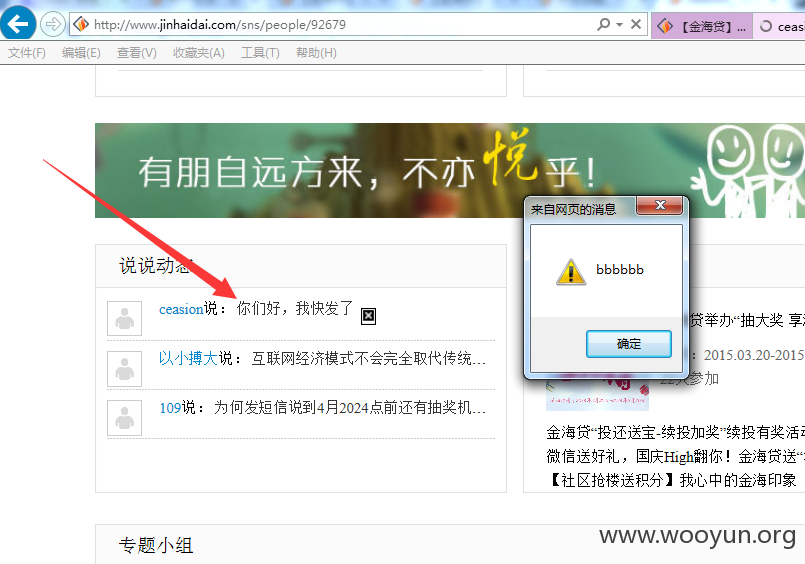 http://www.jinhaidai.com/sns/people/92679
【金海贷】...
ceasi
文件(F) 编辑(E) 查看(V) 收藏夹(A) 工具(T) 帮助(H)
有朋自远方来，不亦悦乎！
来自网页的消息
bbbbbb
确定
说说动态
ceasion说：你们好，我快发了
以小搏大说：互联网经济模式不会完全取代传统...
109说：为何发短信说到4月2024点前还有抽奖机...
贷举办“抽大奖 享
：2015.03.20-2015
22人参加
金海贷“投还送宝-续投加奖”续投有奖活动
微信送好礼，国庆High翻你！金海贷送“
【社区抢楼送积分】我心中的金海印象
专题小组
www.wooyun.org